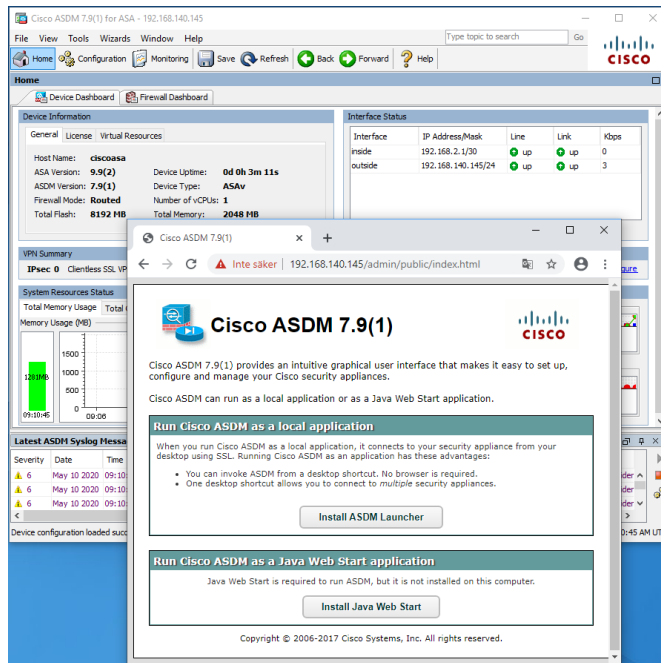 Cisco ASDM 7.9(1) for ASA - 192.168.140.145
File View Tools Wizards Window Help
Type topic to search Go
Home Configuration Monitoring Save Refresh Back Forward Help
CISCO
Home
Device Dashboard Firewall Dashboard
Device Information
General License Virtual Resources
Host Name: ciscoasa
ASA Version: 9.9(2) Device Uptime: 0d 0h 3m 11s
ASDM Version: 7.9(1) Device Type: ASAv
Firewall Mode: Routed Number of vCPUs: 1
Total Flash: 8192 MB Total Memory: 2048 MB
Interface Status
Interface IP Address/Mask Line Link Kbps
inside 192.168.2.1/30 up up 0
outside 192.168.140.145/24 up up 3
VPN Summary
IPsec 0 Clientless SSL VP
System Resources Status
Total Memory Usage Total
Memory Usage (MB)
1281MB
1500
1000
500
0
09:10:45 09:06
Latest ASDM Syslog Messa
Severity Date Time
6 May 10 2020 09:10:
6 May 10 2020 09:10:
6 May 10 2020 09:10:
Device configuration loaded succ
0:45 AM UT
Cisco ASDM 7.9(1)
Inte säker 192.168.140.145/admin/public/index.html
Cisco ASDM 7.9(1)
CISCO
Cisco ASDM 7.9(1) provides an intuitive graphical user interface that makes it easy to set up,
configure and manage your Cisco security appliances.
Cisco ASDM can run as a local application or as a Java Web Start application.
Run Cisco ASDM as a local application
When you run Cisco ASDM as a local application, it connects to your security appliance from your
desktop using SSL. Running Cisco ASDM as an application has these advantages:
• You can invoke ASDM from a desktop shortcut. No browser is required.
• One desktop shortcut allows you to connect to multiple security appliances.
Install ASDM Launcher
Run Cisco ASDM as a Java Web Start application
Java Web Start is required to run ASDM, but it is not installed on this computer.
Install Java Web Start
Copyright © 2006-2017 Cisco Systems, Inc. All rights reserved.